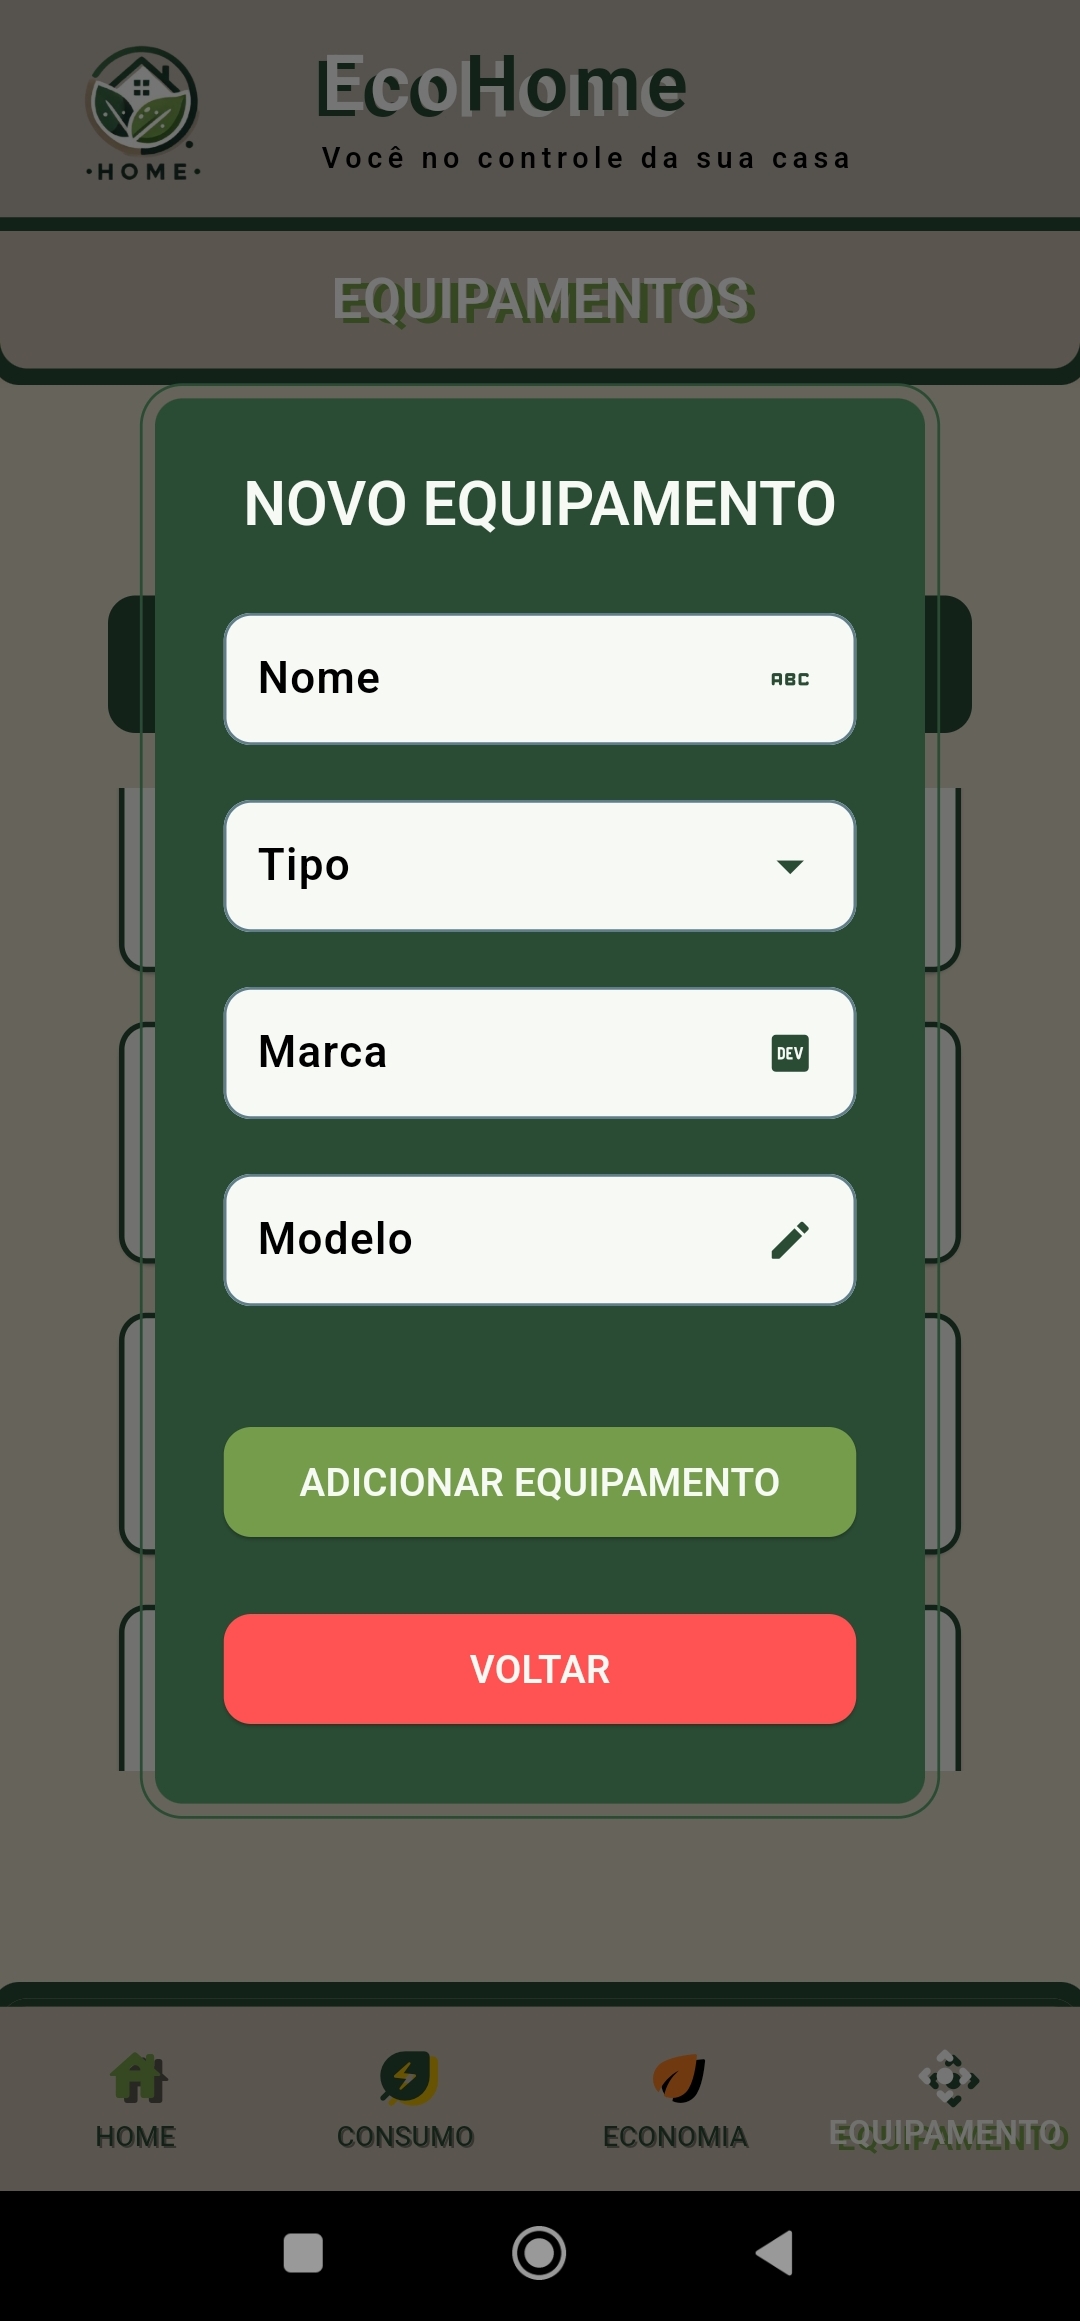 EcoHome
Você no controle da sua casa
·HOME·
EQUIPAMENTOS
NOVO EQUIPAMENTO
Nome
ABC
Tipo
Marca
DEV
Modelo
ADICIONAR EQUIPAMENTO
VOLTAR
HOME
CONSUMO
ECONOMIA
EQUIPAMENTO